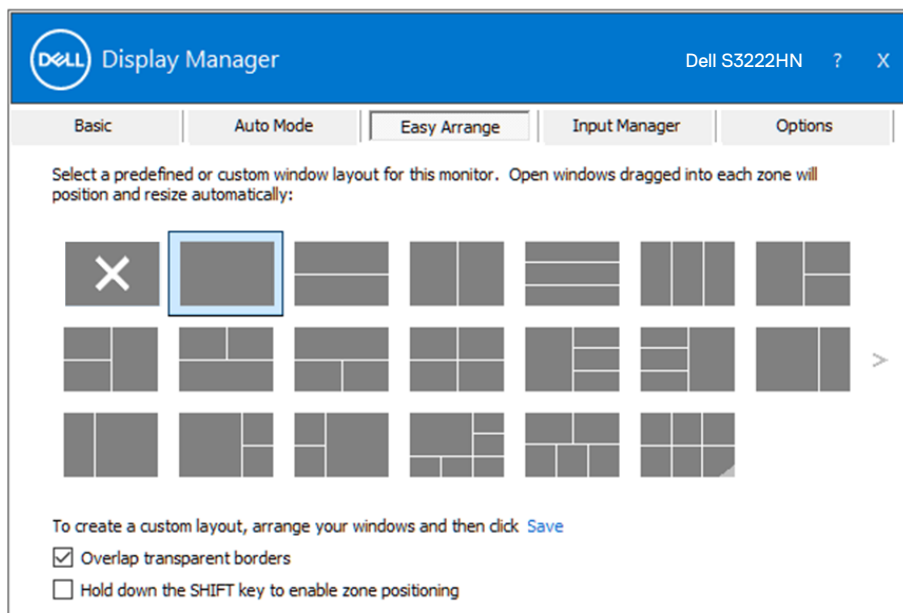 DELL Display Manager Dell S3222HN ? X
Basic Auto Mode Easy Arrange Input Manager Options
Select a predefined or custom window layout for this monitor. Open windows dragged into each zone will
position and resize automatically:
>
To create a custom layout, arrange your windows and then click Save
Overlap transparent borders
Hold down the SHIFT key to enable zone positioning